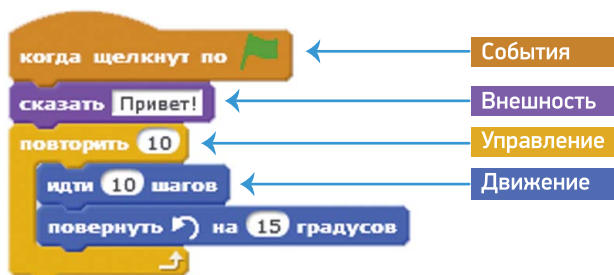 когда щелкнут по
События
сказать Привет!
Внешность
повторить 10
Управление
идти 10 шагов
Движение
повернуть на 15 градусов